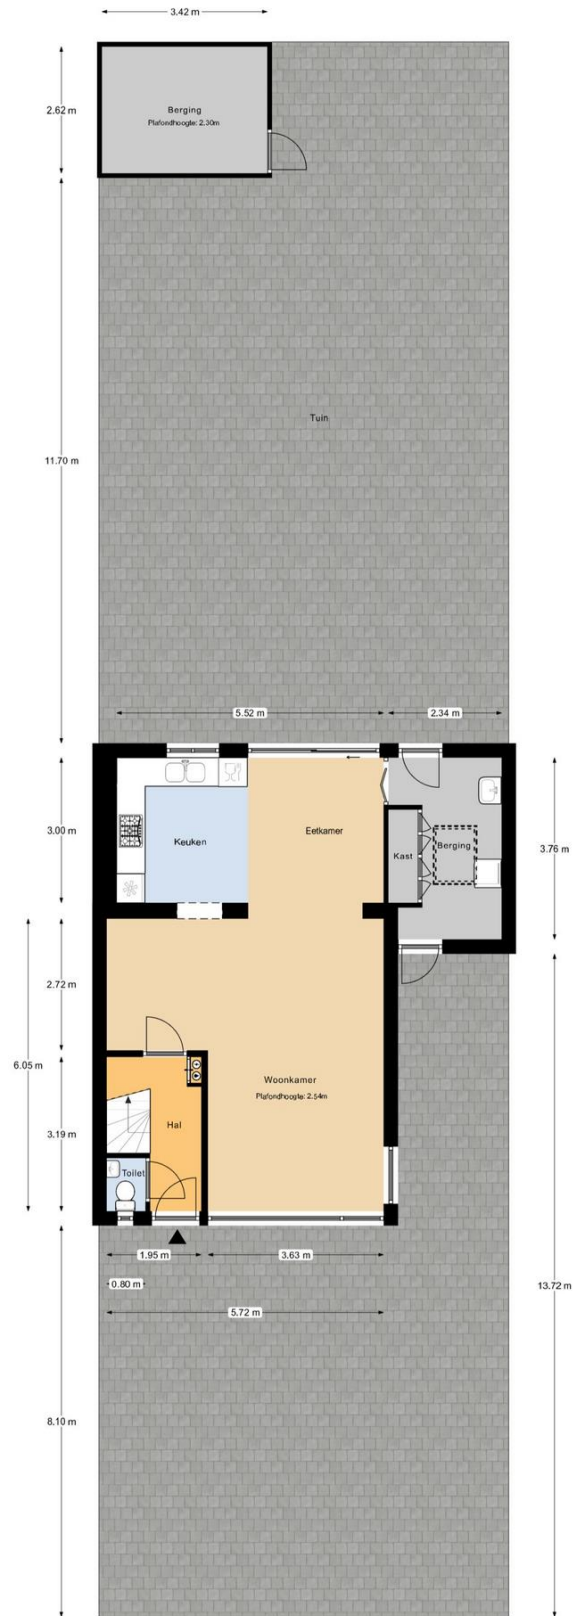 3.42 m
2.62 m
Berging
Plafondhoogte: 2.30m
Tuin
11.70 m
5.52 m
2.34 m
3.00 m
Keuken
Eetkamer
Kast
Berging
3.76 m
2.72 m
6.05 m
Woonkamer
Plafondhoogte: 2.54m
3.19 m
Hal
Toilet
1.95 m
3.63 m
0.80 m
5.72 m
13.72 m
8.10 m